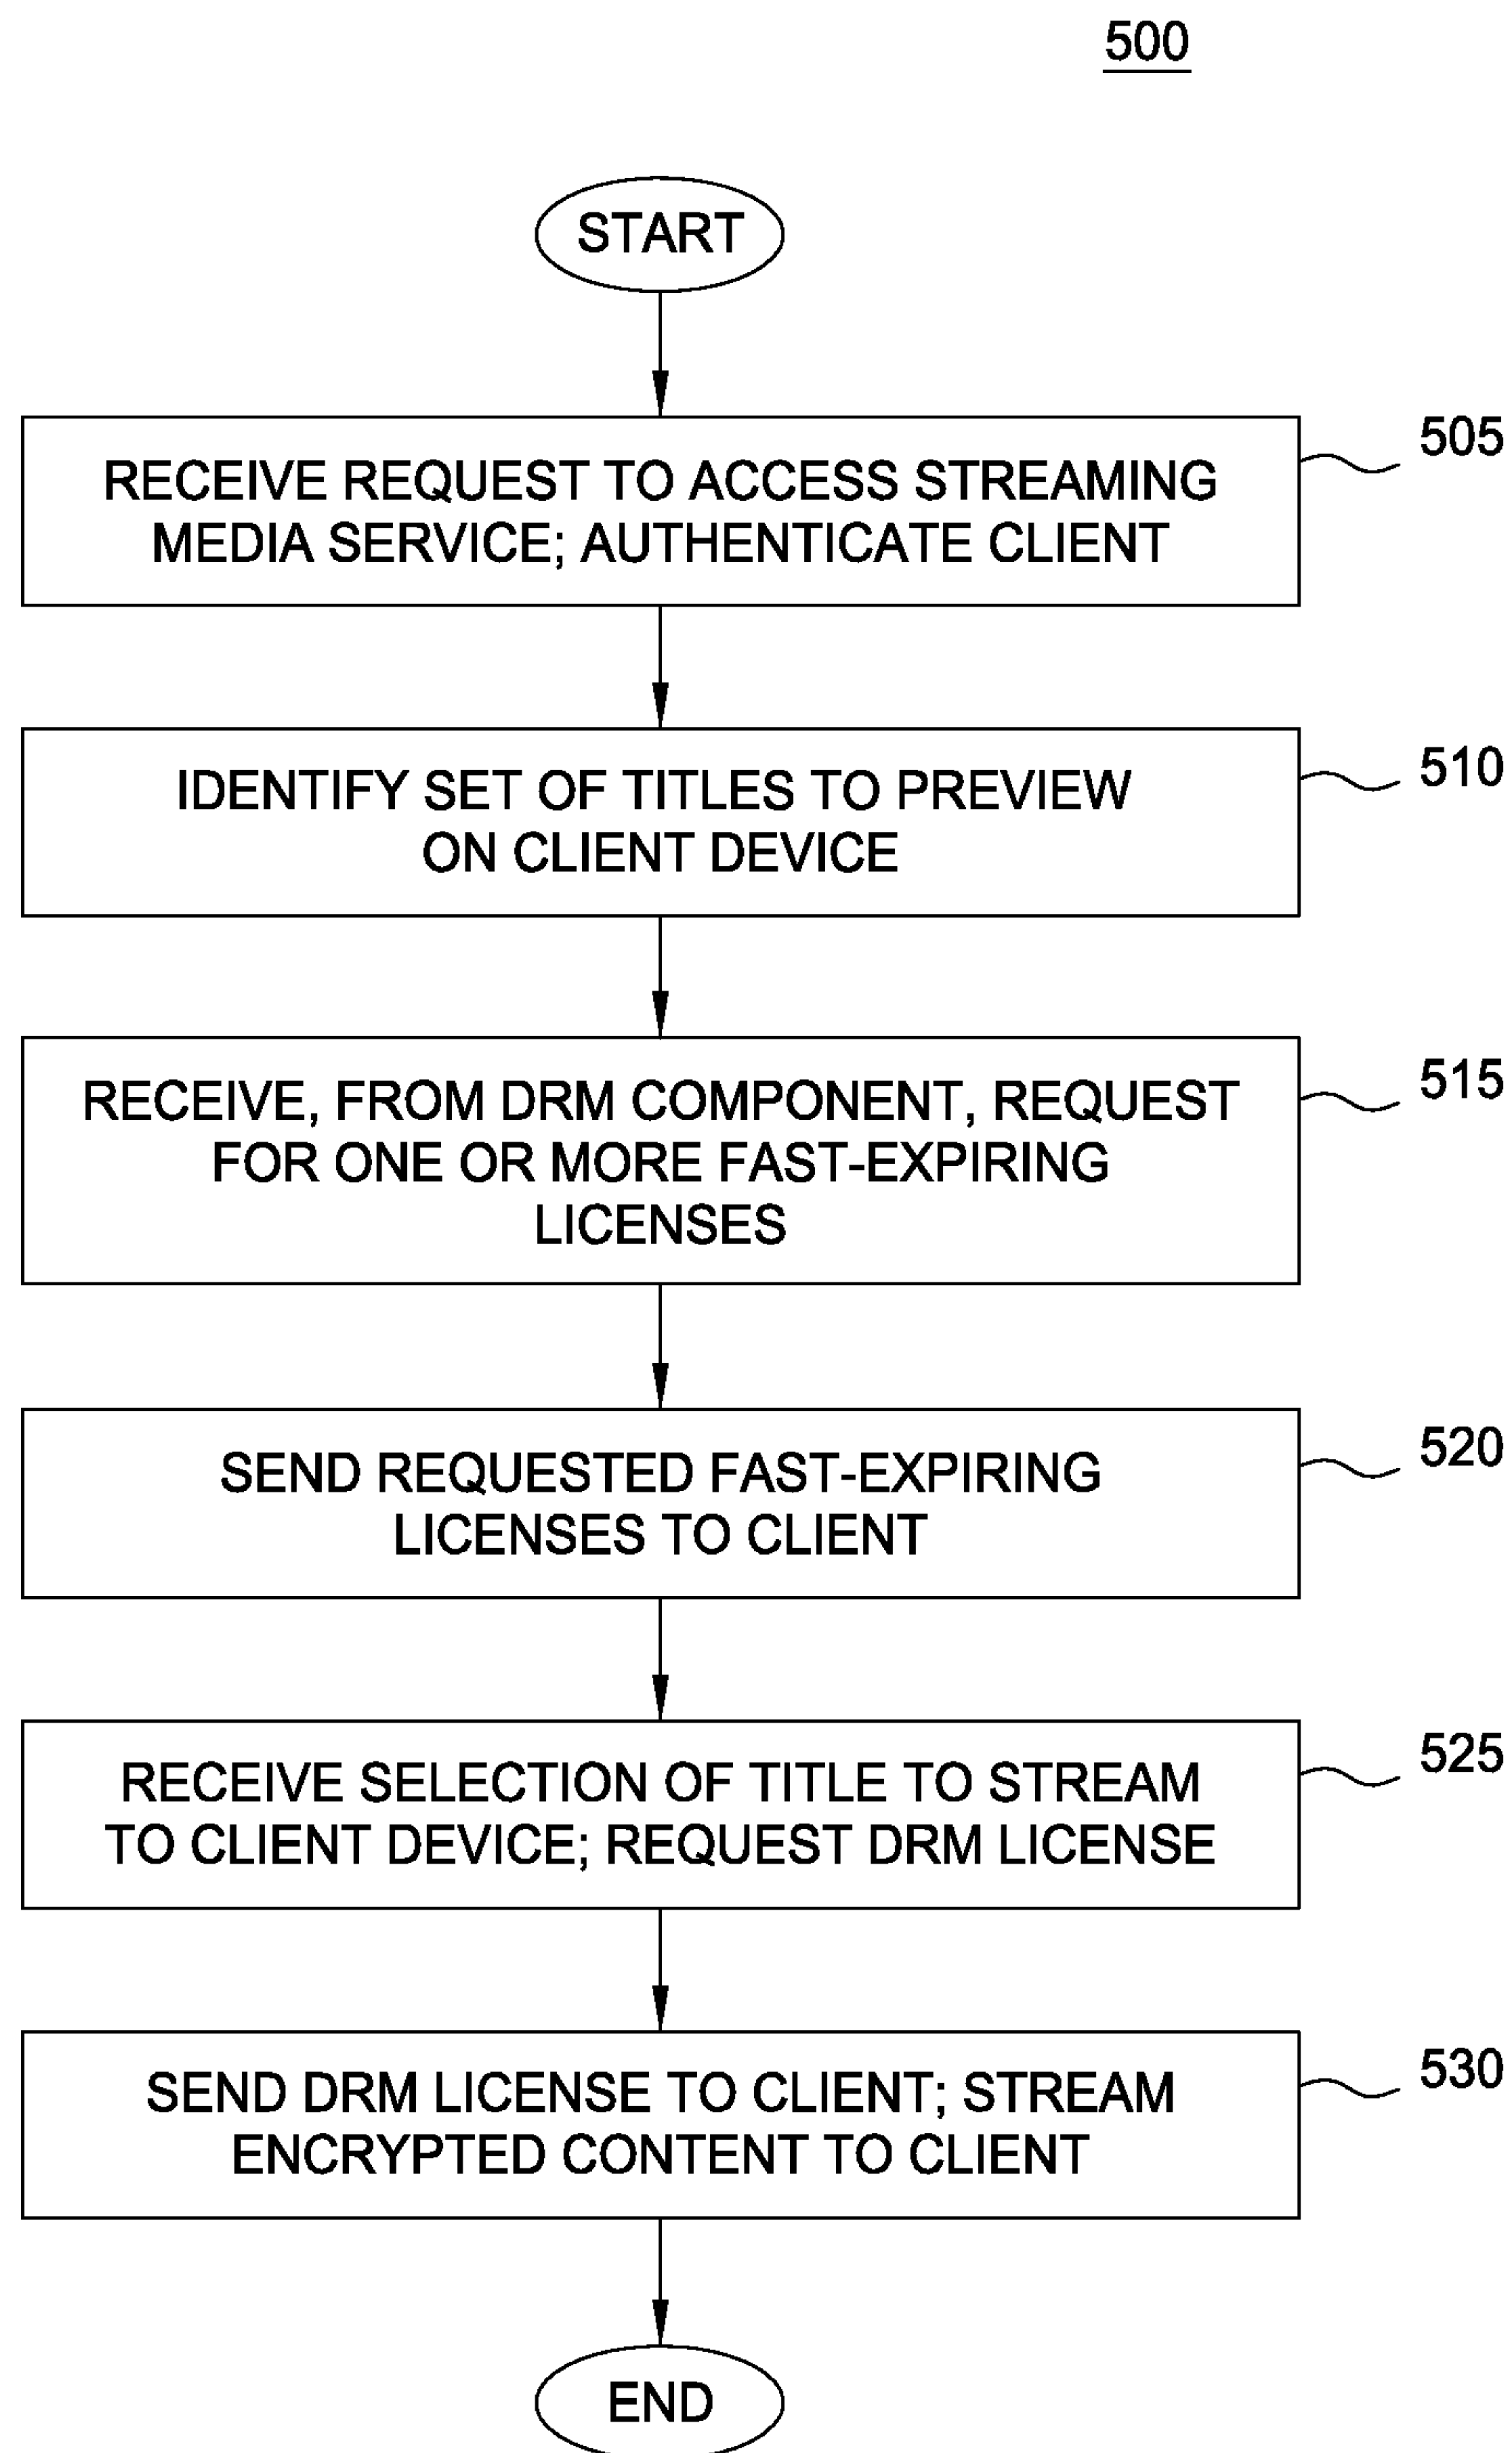 500
START
RECEIVE REQUEST TO ACCESS STREAMING
MEDIA SERVICE; AUTHENTICATE CLIENT
505
IDENTIFY SET OF TITLES TO PREVIEW
ON CLIENT DEVICE
510
RECEIVE, FROM DRM COMPONENT, REQUEST
FOR ONE OR MORE FAST-EXPIRING
LICENSES
515
SEND REQUESTED FAST-EXPIRING
LICENSES TO CLIENT
520
RECEIVE SELECTION OF TITLE TO STREAM
TO CLIENT DEVICE; REQUEST DRM LICENSE
525
SEND DRM LICENSE TO CLIENT; STREAM
ENCRYPTED CONTENT TO CLIENT
530
END